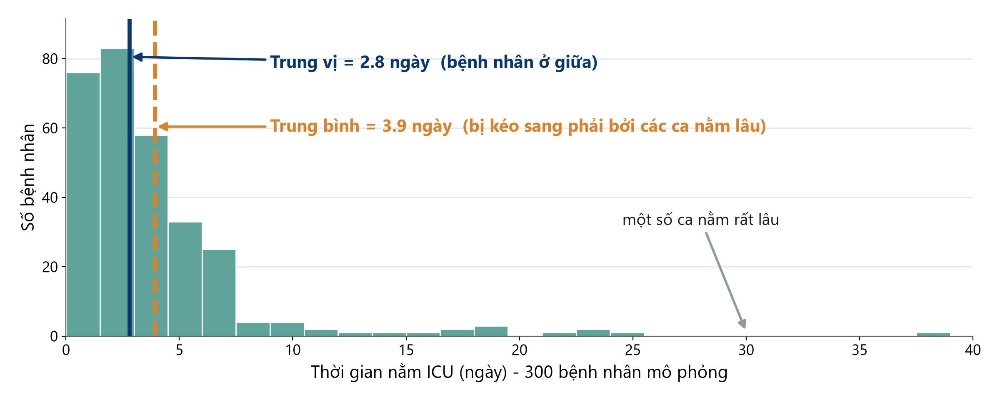 Số bệnh nhân
80
60
40
20
0
Trung vị = 2.8 ngày (bệnh nhân ở giữa)
Trung bình = 3.9 ngày (bị kéo sang phải bởi các ca nằm lâu)
một số ca nằm rất lâu
0 5 10 15 20 25 30 35 40
Thời gian nằm ICU (ngày) - 300 bệnh nhân mô phỏng